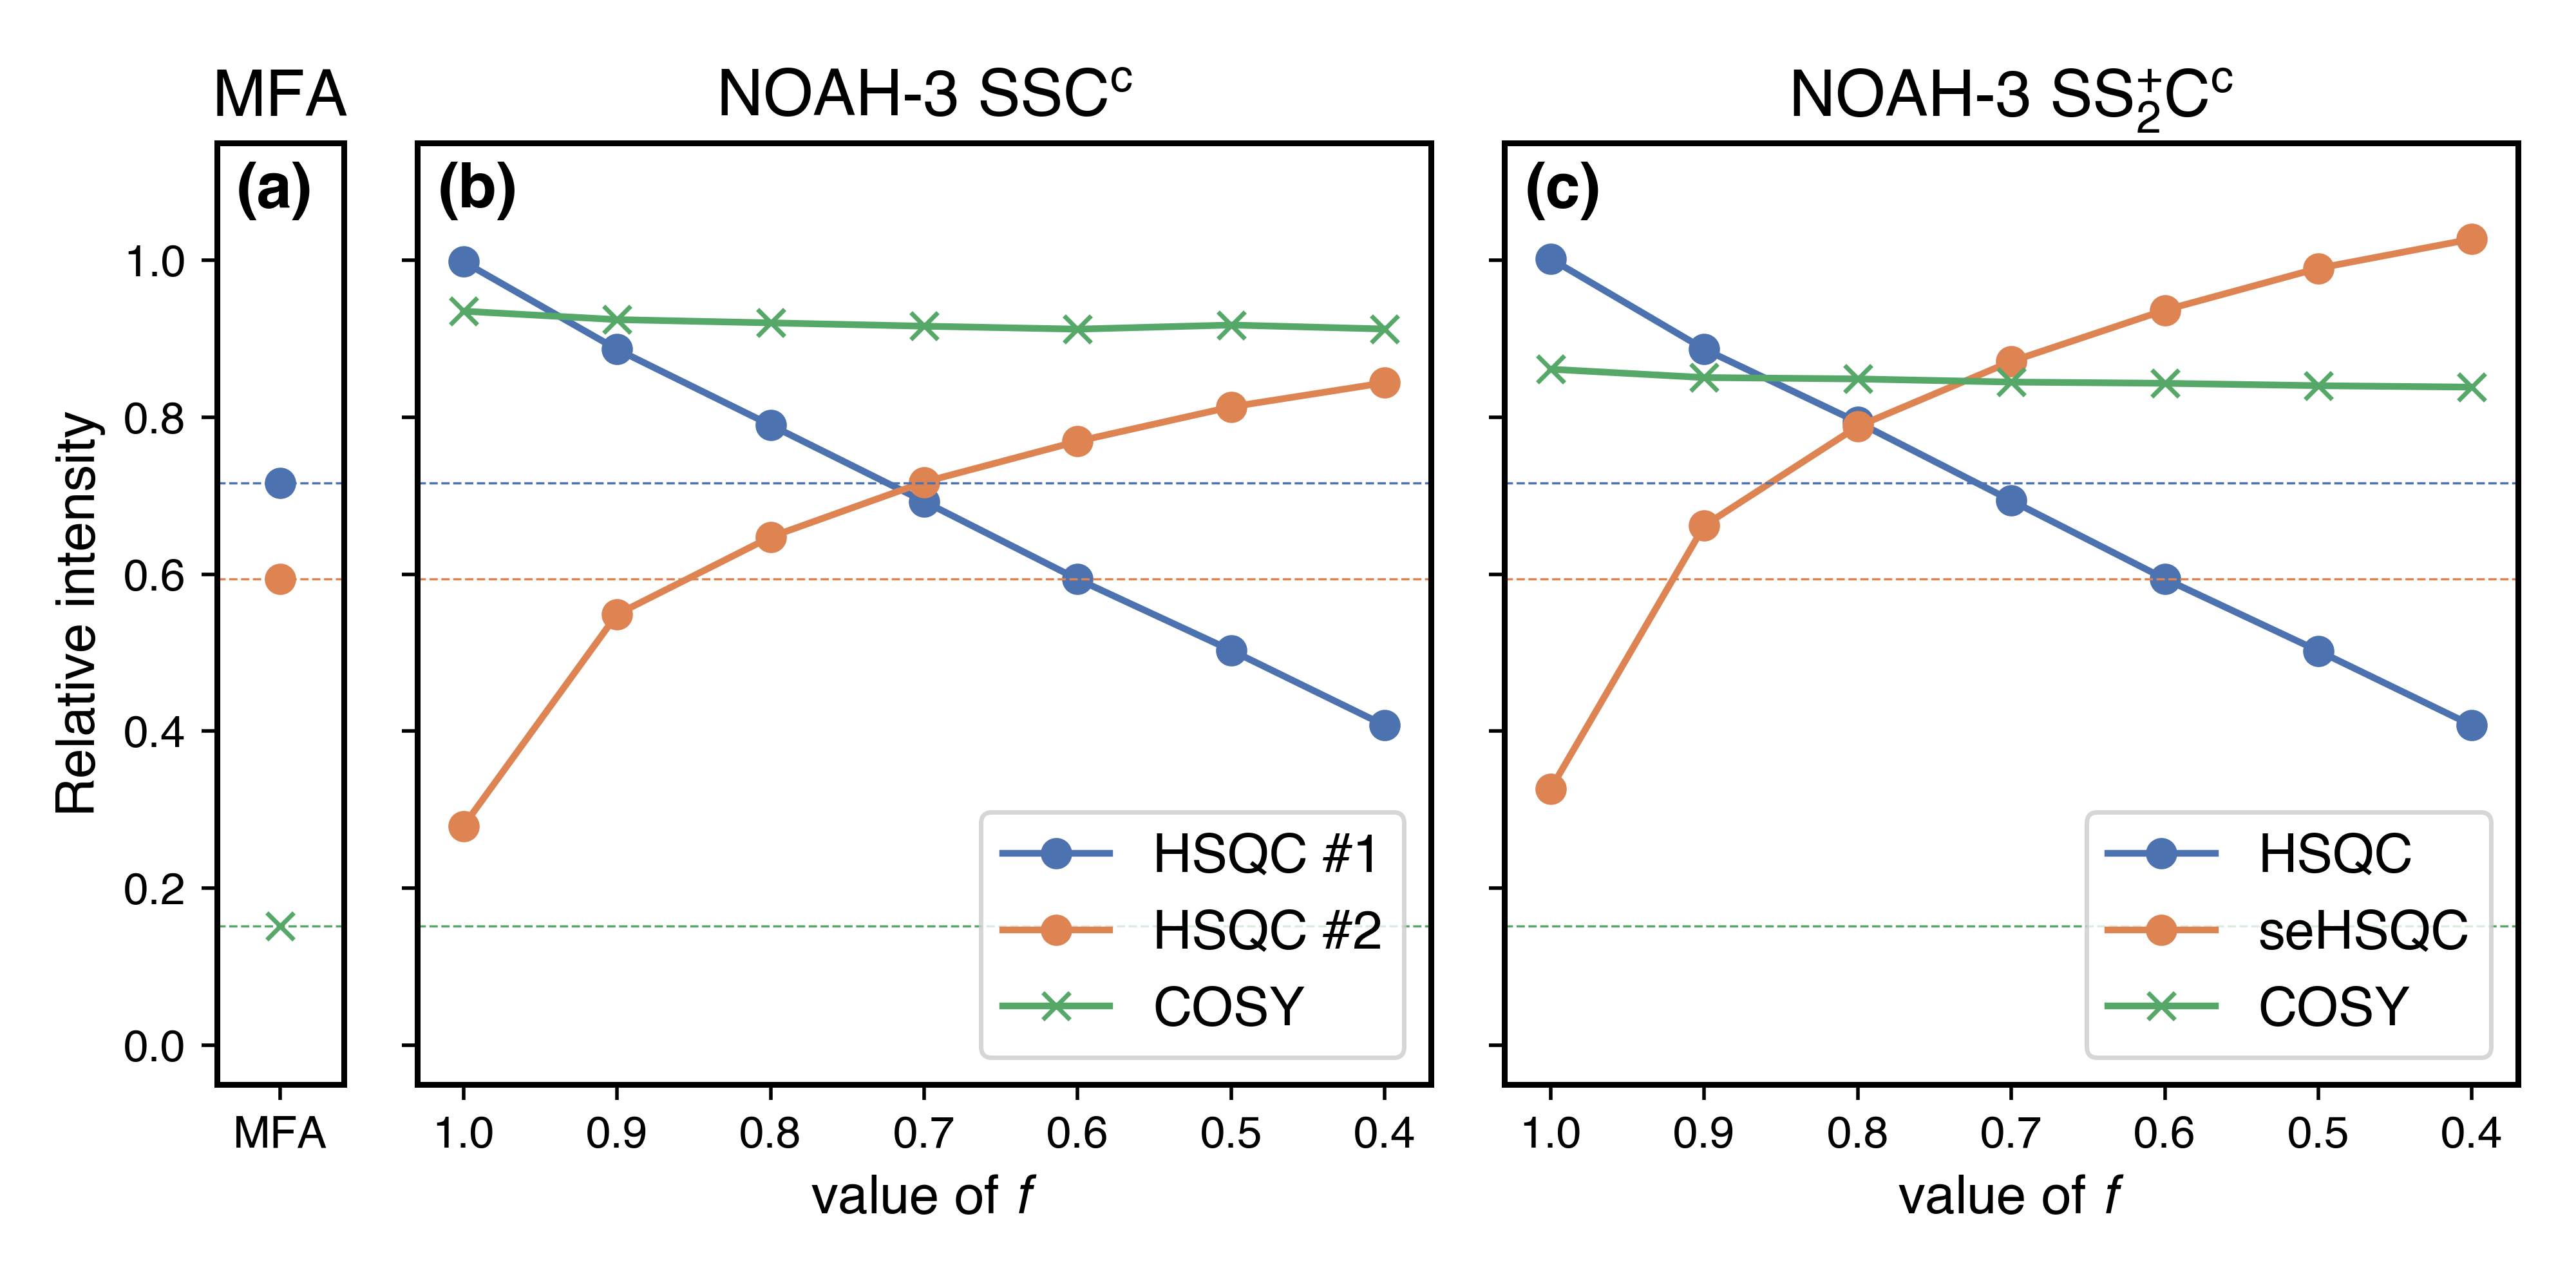 MFA
NOAH-3 SSCᶜ
NOAH-3 SS₂⁺Cᶜ
(a)
(b)
(c)
Relative intensity
1.0
0.8
0.6
0.4
0.2
0.0
HSQC #1
HSQC #2
COSY
HSQC
seHSQC
COSY
MFA
1.0 0.9 0.8 0.7 0.6 0.5 0.4
1.0 0.9 0.8 0.7 0.6 0.5 0.4
value of f
value of f